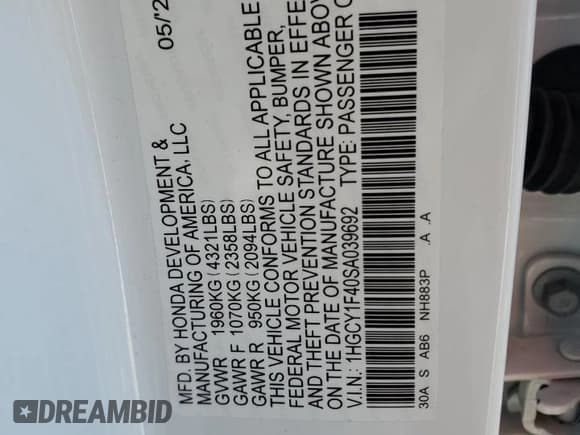 05/2
MFD. BY HONDA DEVELOPMENT &
MANUFACTURING OF AMERICA, LLC
GVWR 1960KG (4321LBS)
GAWR F 1070KG (2358LBS)
GAWR R 950KG (2094LBS)
THIS VEHICLE CONFORMS TO ALL APPLICABLE
FEDERAL MOTOR VEHICLE SAFETY, BUMPER,
AND THEFT PREVENTION STANDARDS IN EFFE
ON THE DATE OF MANUFACTURE SHOWN ABOV
V.I.N.: 1HGCY1F40SA039692 TYPE: PASSENGER C
30A S AB6 NH883P .A .A
DREAMBID